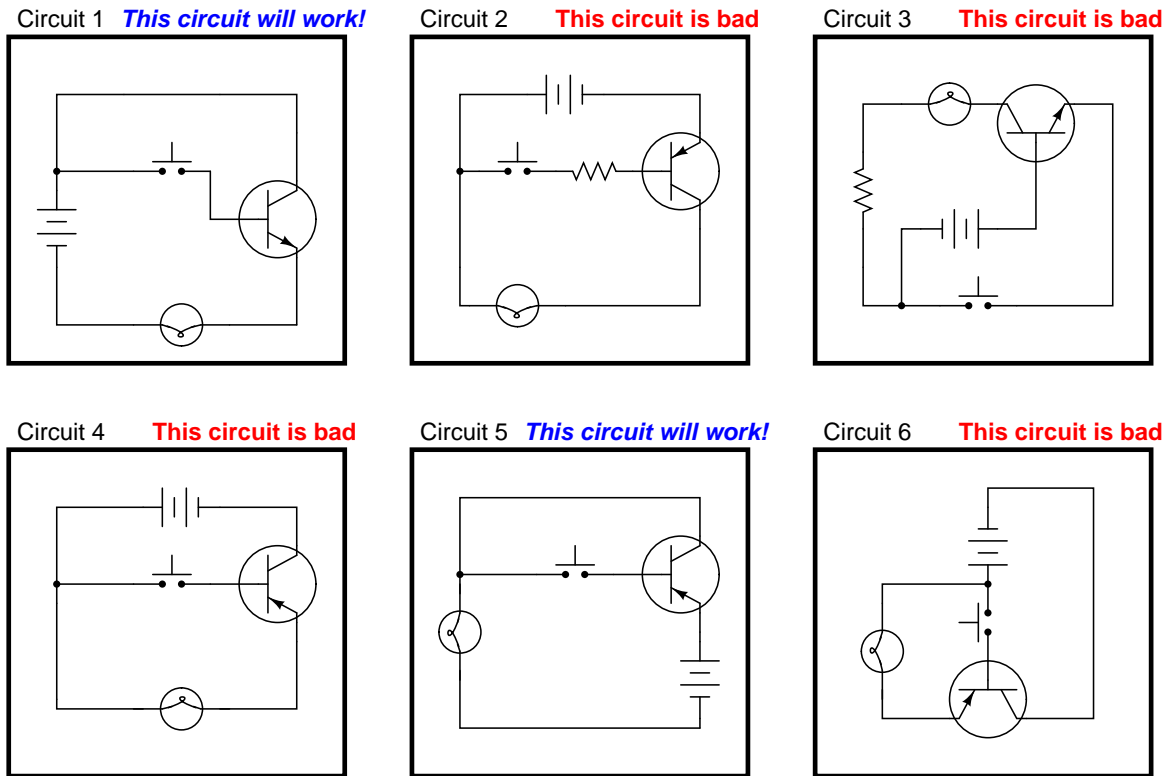 Circuit 1 This circuit will work!
Circuit 2 This circuit is bad
Circuit 3 This circuit is bad
Circuit 4 This circuit is bad
Circuit 5 This circuit will work!
Circuit 6 This circuit is bad